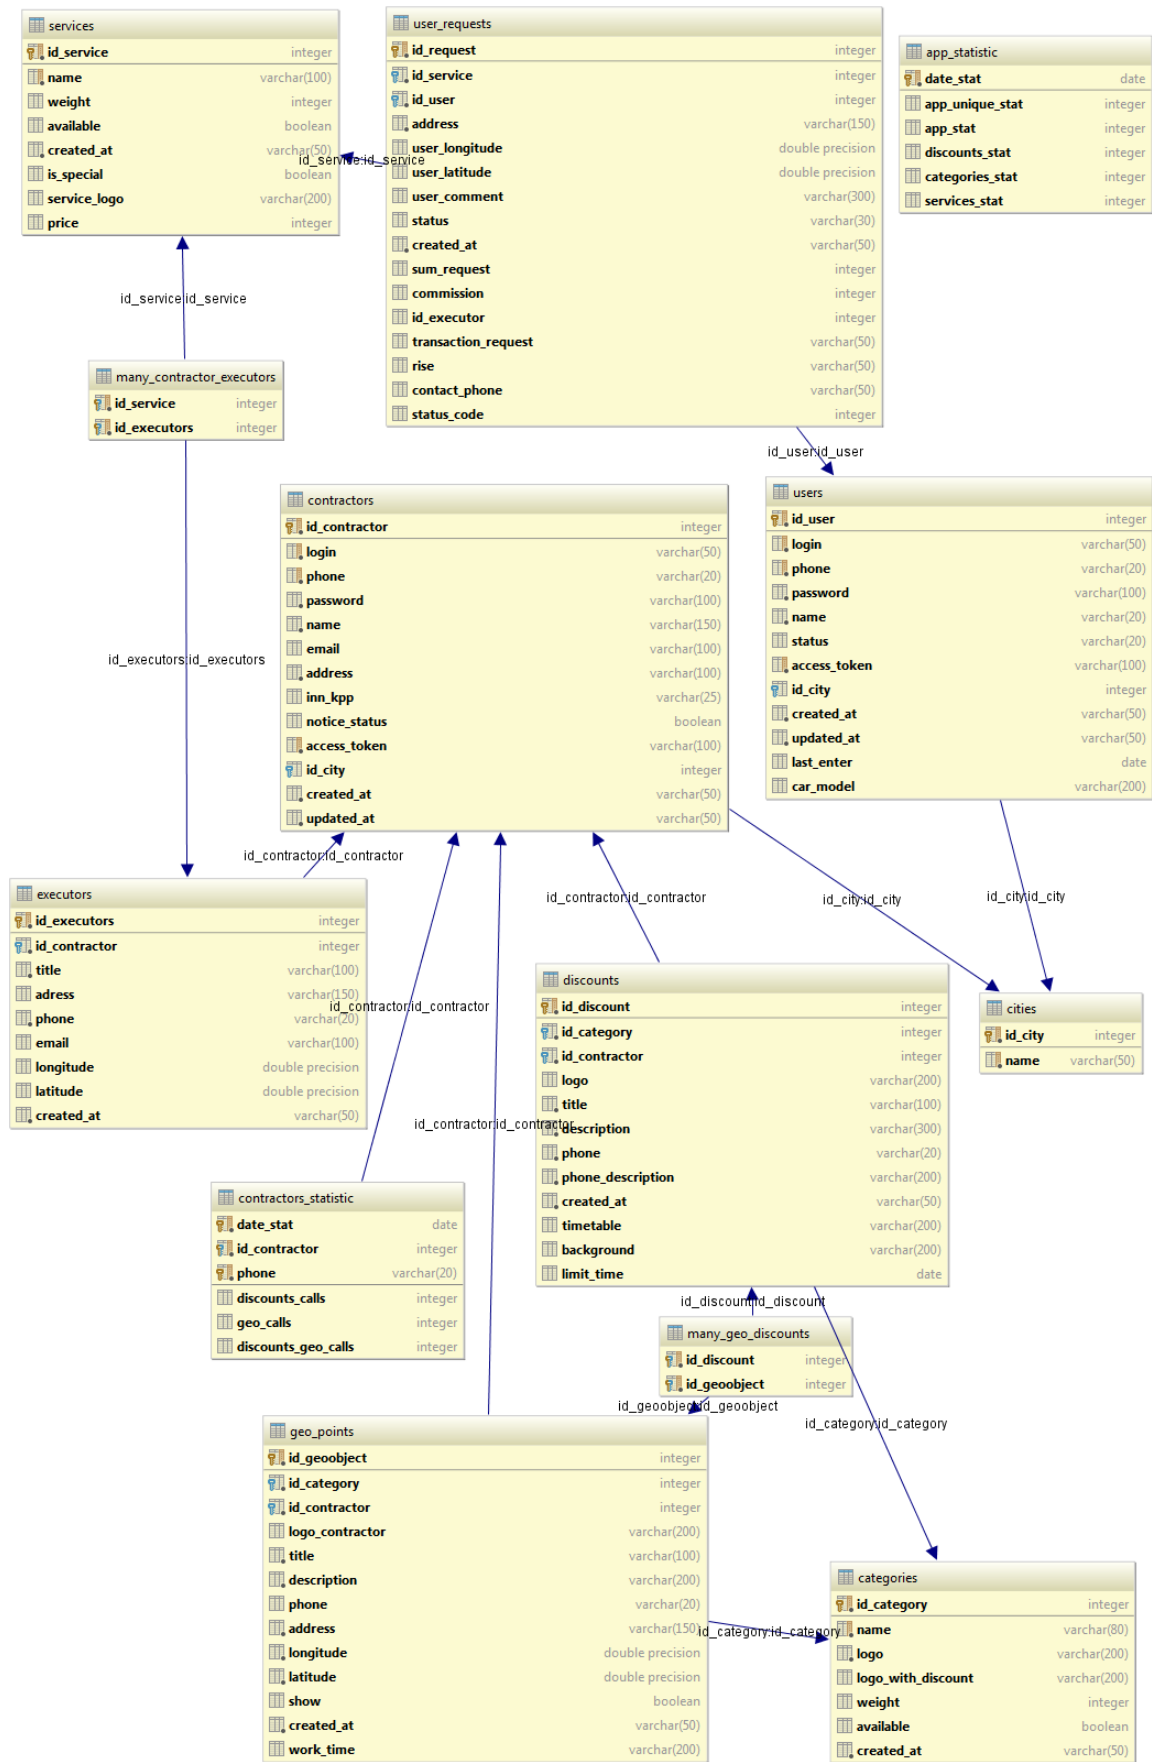 services
id_service integer
name varchar(100)
weight integer
available boolean
created_at varchar(50)
is_special boolean
service_logo varchar(200)
price integer
user_requests
id_request integer
id_service integer
id_user integer
address varchar(150)
user_longitude double precision
user_latitude double precision
user_comment varchar(300)
status varchar(30)
created_at varchar(50)
sum_request integer
commission integer
id_executor integer
transaction_request varchar(50)
rise varchar(50)
contact_phone varchar(50)
status_code integer
app_statistic
date_stat date
app_unique_stat integer
app_stat integer
discounts_stat integer
categories_stat integer
services_stat integer
id_service:id_service
id_service:id_service
many_contractor_executors
id_service integer
id_executors integer
id_user:id_user
contractors
id_contractor integer
login varchar(50)
phone varchar(20)
password varchar(100)
name varchar(150)
email varchar(100)
address varchar(100)
inn_kpp varchar(25)
notice_status boolean
access_token varchar(100)
id_city integer
created_at varchar(50)
updated_at varchar(50)
users
id_user integer
login varchar(50)
phone varchar(20)
password varchar(100)
name varchar(20)
status varchar(20)
access_token varchar(100)
id_city integer
created_at varchar(50)
updated_at varchar(50)
last_enter date
car_model varchar(200)
id_executors:id_executors
id_contractor:id_contractor
id_contractor:id_contractor
id_city:id_city
id_city:id_city
executors
id_executors integer
id_contractor integer
title varchar(100)
adress varchar(150)
phone varchar(20)
email varchar(100)
longitude double precision
latitude double precision
created_at varchar(50)
id_contractor:id_contractor
id_contractor:id_contractor
discounts
id_discount integer
id_category integer
id_contractor integer
logo varchar(200)
title varchar(100)
description varchar(300)
phone varchar(20)
phone_description varchar(200)
created_at varchar(50)
timetable varchar(200)
background varchar(200)
limit_time date
cities
id_city integer
name varchar(50)
contractors_statistic
date_stat date
id_contractor integer
phone varchar(20)
discounts_calls integer
geo_calls integer
discounts_geo_calls integer
id_discount:id_discount
many_geo_discounts
id_discount integer
id_geoobject integer
id_geoobject:id_geoobject
id_category:id_category
geo_points
id_geoobject integer
id_category integer
id_contractor integer
logo_contractor varchar(200)
title varchar(100)
description varchar(200)
phone varchar(20)
address varchar(150)
longitude double precision
latitude double precision
show boolean
created_at varchar(50)
work_time varchar(200)
id_category:id_category
categories
id_category integer
name varchar(80)
logo varchar(200)
logo_with_discount varchar(200)
weight integer
available boolean
created_at varchar(50)